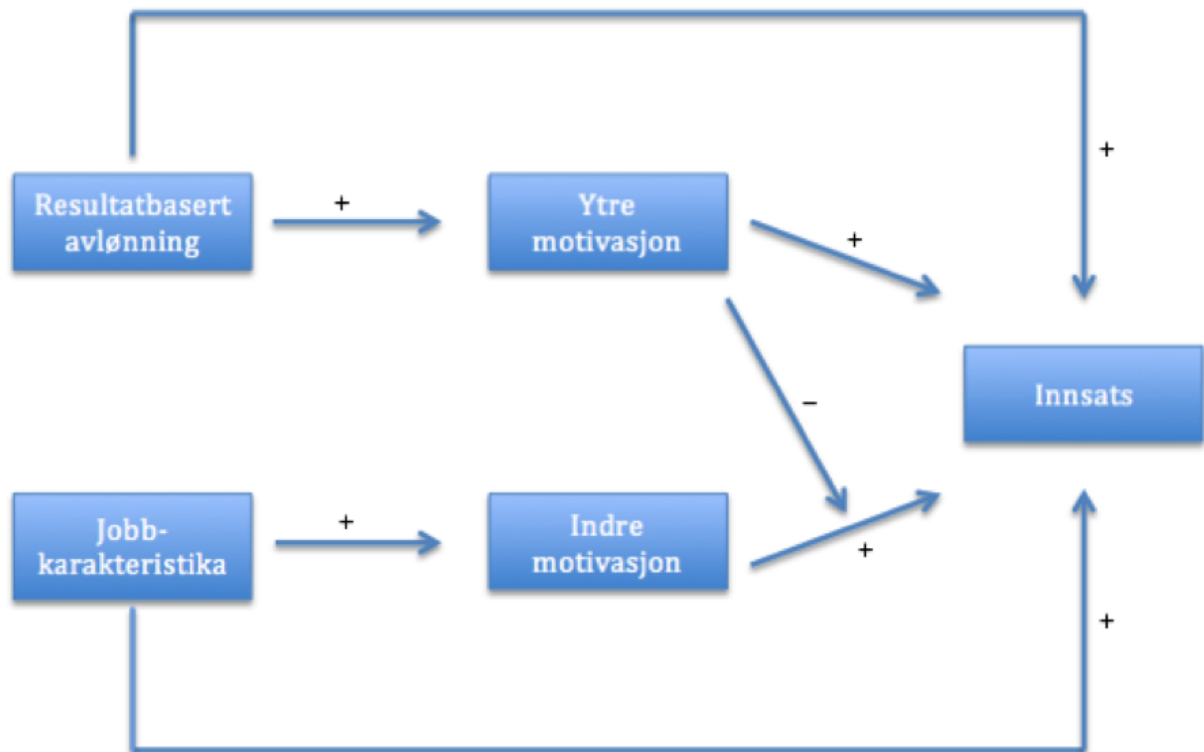 +
Resultatbasert
avlønning
+
Ytre
motivasjon
+
–
Innsats
Jobb-
karakteristika
+
Indre
motivasjon
+
+